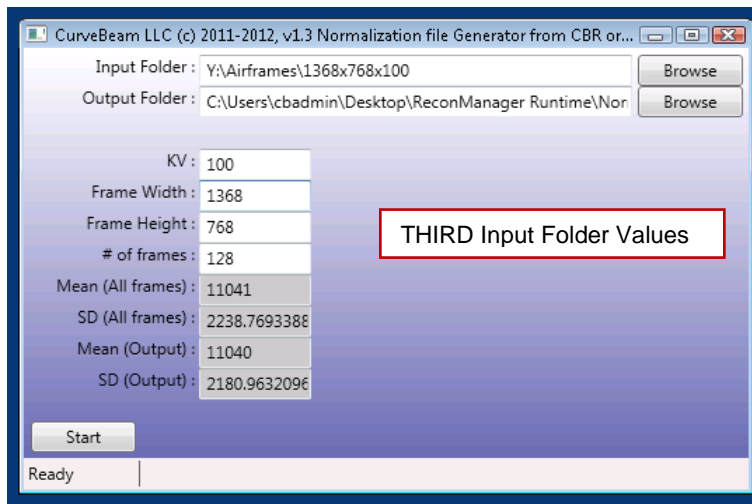 CurveBeam LLC (c) 2011-2012, v1.3 Normalization file Generator from CBR or...
Input Folder : Y:\Airframes\1368x768x100 Browse
Output Folder : C:\Users\cbadmin\Desktop\ReconManager Runtime\Nor Browse
KV : 100
Frame Width : 1368
Frame Height : 768
# of frames : 128
Mean (All frames) : 11041
SD (All frames) : 2238.7693388
Mean (Output) : 11040
SD (Output) : 2180.9632096
THIRD Input Folder Values
Start
Ready